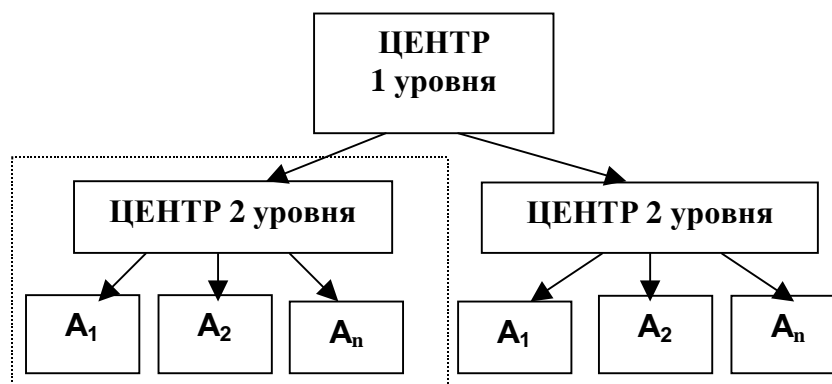 ЦЕНТР
1 уровня
ЦЕНТР 2 уровня
ЦЕНТР 2 уровня
A₁
A₂
Aₙ
A₁
A₂
Aₙ